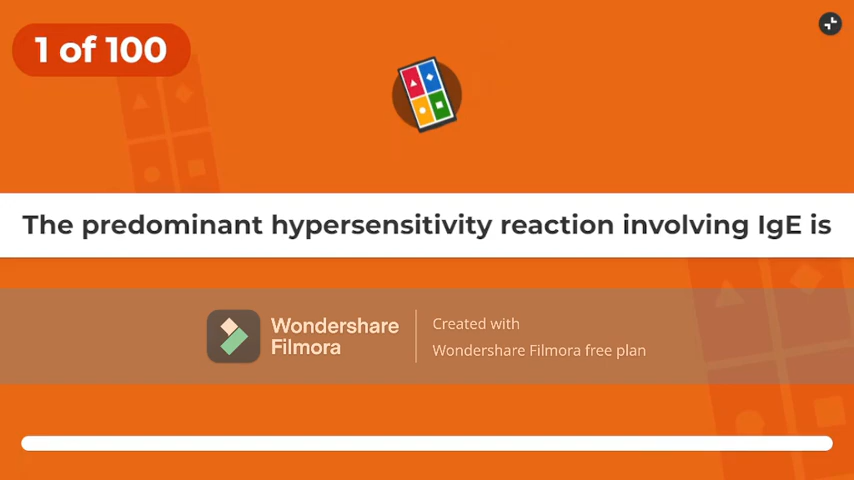 1 of 100
The predominant hypersensitivity reaction involving IgE is
Wondershare
Filmora
Created with
Wondershare Filmora free plan